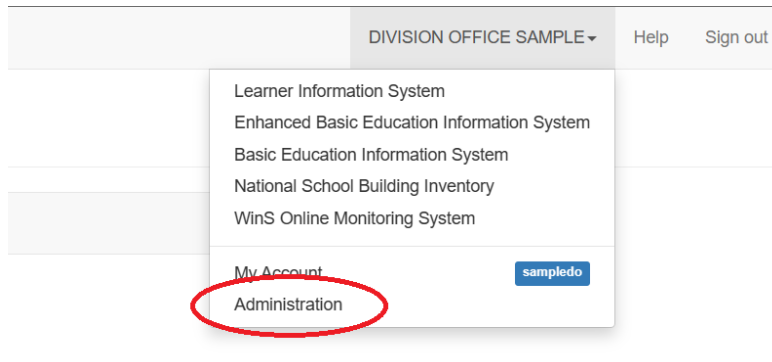 DIVISION OFFICE SAMPLE Help Sign out
Learner Information System
Enhanced Basic Education Information System
Basic Education Information System
National School Building Inventory
WinS Online Monitoring System
My Account sampledo
Administration